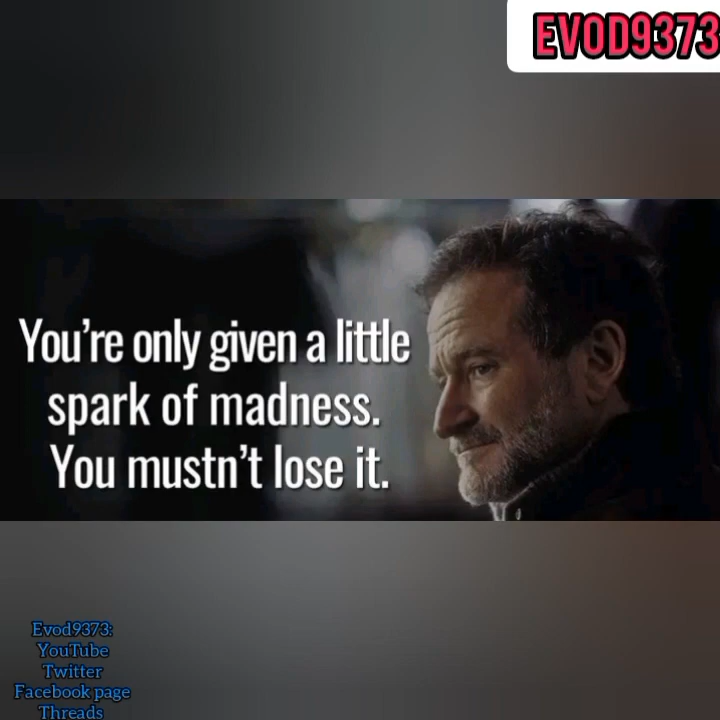 EVOD9373
You're only given a little
spark of madness.
You mustn't lose it.
Evod9373:
YouTube
Twitter
Facebook page
Threads